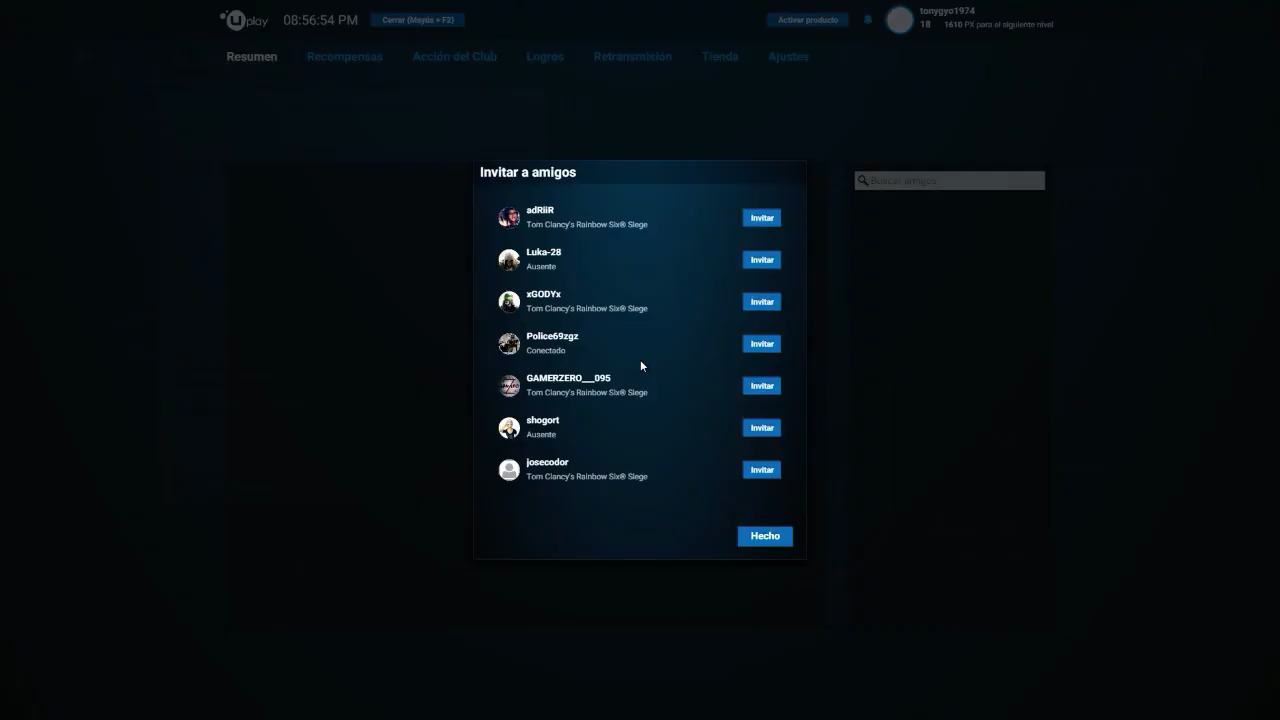 Uplay 08:56:54 PM Cerrar (Mayús + F2) Activar producto tonygyo1974
18 1610 PX para el siguiente nivel
Resumen Recompensas Acción del Club Logros Retransmisión Tienda Ajustes
Invitar a amigos
Buscar amigos
adRiiR
Tom Clancy's Rainbow Six® Siege
Invitar
Luka-28
Ausente
Invitar
xGODYx
Tom Clancy's Rainbow Six® Siege
Invitar
Police69zgz
Conectado
Invitar
GAMERZERO__095
Tom Clancy's Rainbow Six® Siege
Invitar
shogort
Ausente
Invitar
josecodor
Tom Clancy's Rainbow Six® Siege
Invitar
Hecho